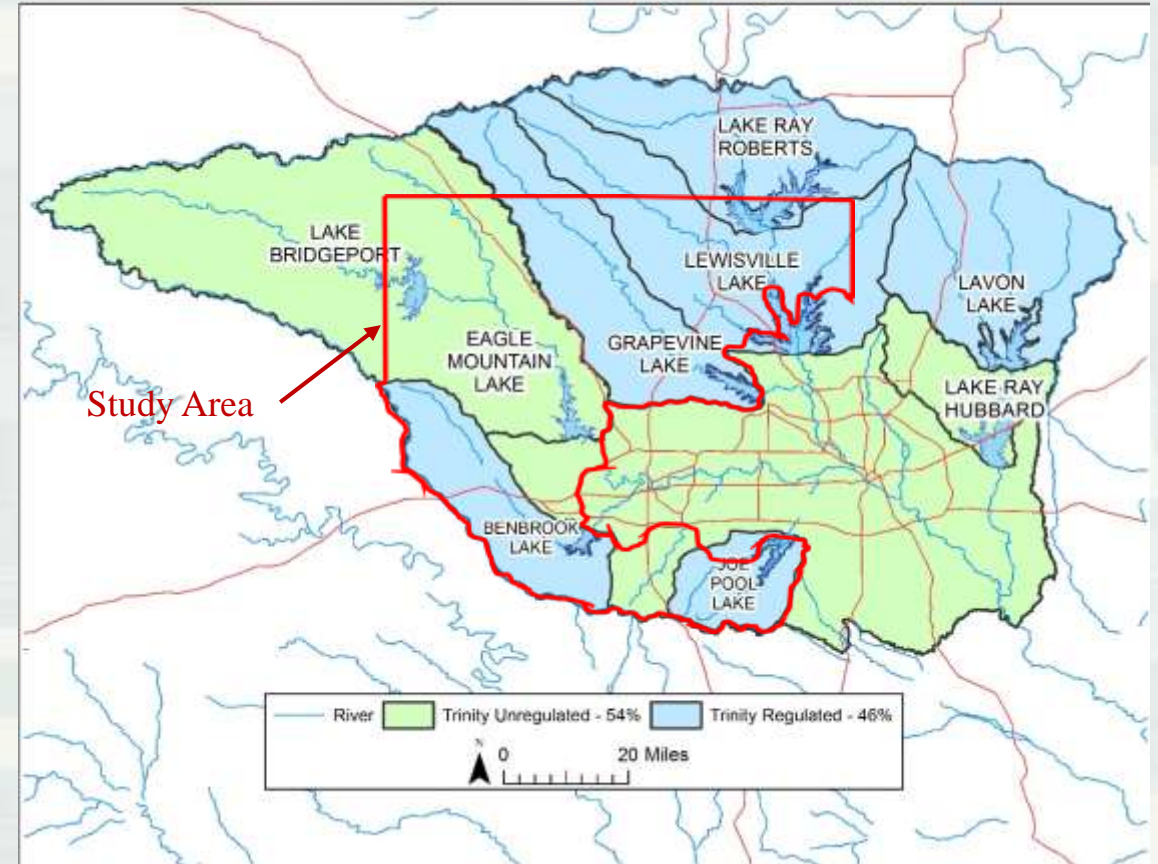 LAKE RAY
ROBERTS
LAKE
BRIDGEPORT
LEWISVILLE
LAKE
LAVON
LAKE
EAGLE
MOUNTAIN
LAKE
GRAPEVINE
LAKE
LAKE RAY
HUBBARD
Study Area
BENBROOK
LAKE
JOE
POOL
LAKE
River
Trinity Unregulated - 54%
Trinity Regulated - 46%
N
0
20 Miles